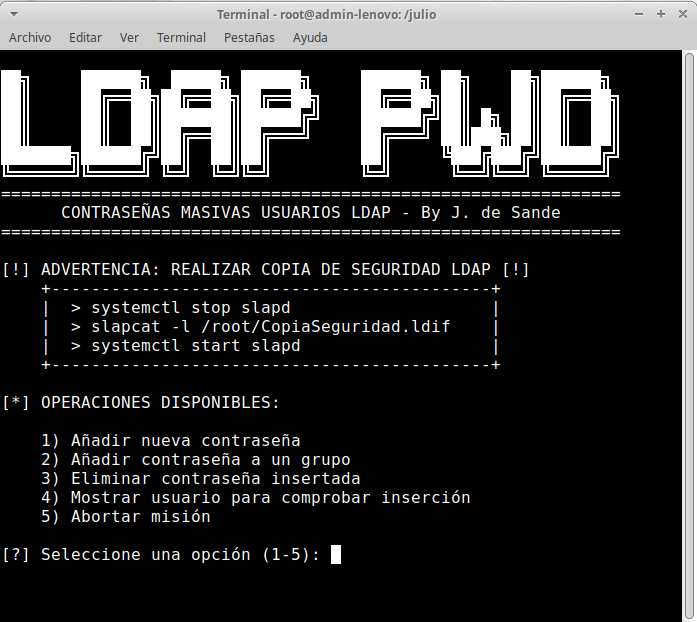 Terminal - root@admin-lenovo: /julio
Archivo Editar Ver Terminal Pestañas Ayuda
LDAP PWD
==============================================================
CONTRASEÑAS MASIVAS USUARIOS LDAP - By J. de Sande
==============================================================
[!] ADVERTENCIA: REALIZAR COPIA DE SEGURIDAD LDAP [!]
+--------------------------------------------+
| > systemctl stop slapd |
| > slapcat -l /root/CopiaSeguridad.ldif |
| > systemctl start slapd |
+--------------------------------------------+
[*] OPERACIONES DISPONIBLES:
1) Añadir nueva contraseña
2) Añadir contraseña a un grupo
3) Eliminar contraseña insertada
4) Mostrar usuario para comprobar inserción
5) Abortar misión
[?] Seleccione una opción (1-5):